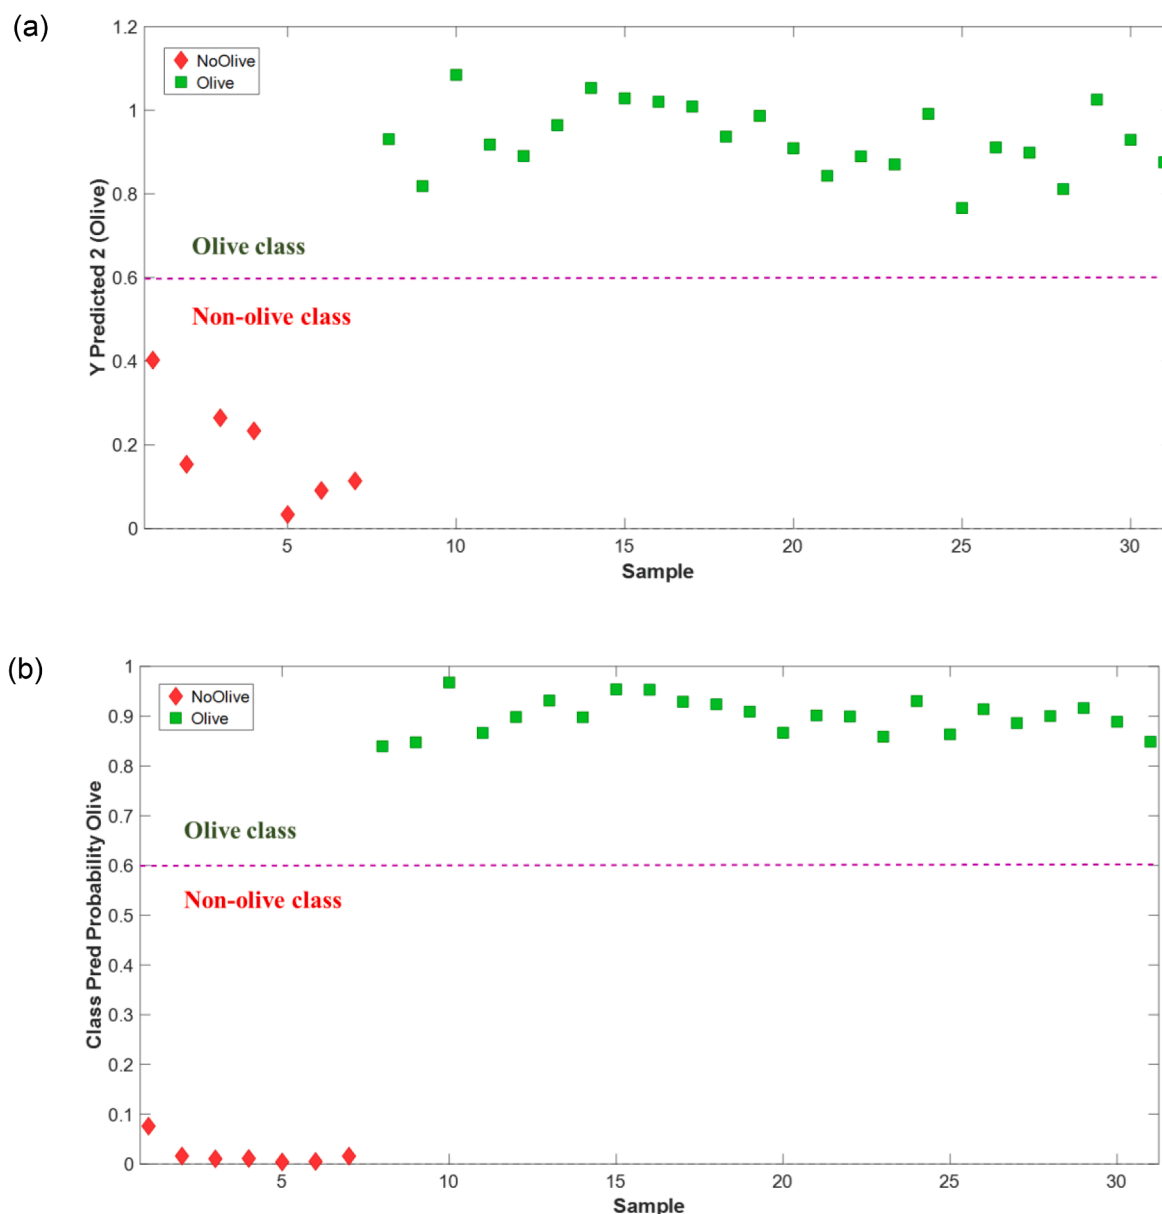 (a)
1.2
NoOlive
Olive
1
0.8
Olive class
0.6
Non-olive class
0.4
0.2
0
Y Predicted 2 (Olive)
5 10 15 20 25 30
Sample
(b)
1
NoOlive
Olive
0.9
0.8
0.7
Olive class
0.6
Non-olive class
0.5
0.4
0.3
0.2
0.1
0
Class Pred Probability Olive
5 10 15 20 25 30
Sample